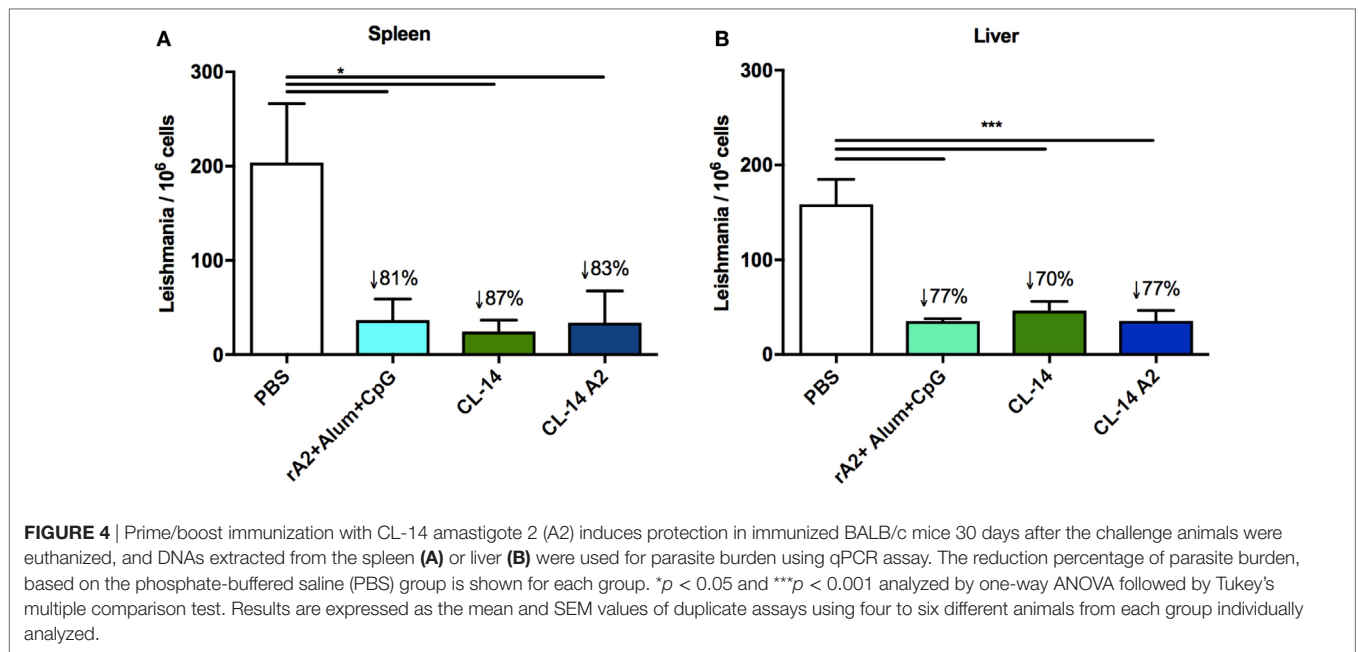 A
Spleen
*
300
200
100
0
Leishmania / 10⁶ cells
↓81%
↓87%
↓83%
PBS
rA2+Alum+CpG
CL-14
CL-14 A2
B
Liver
***
300
200
100
0
Leishmania / 10⁶ cells
↓77%
↓70%
↓77%
PBS
rA2+ Alum+CpG
CL-14
CL-14 A2
FIGURE 4 | Prime/boost immunization with CL-14 amastigote 2 (A2) induces protection in immunized BALB/c mice 30 days after the challenge animals were
euthanized, and DNAs extracted from the spleen (A) or liver (B) were used for parasite burden using qPCR assay. The reduction percentage of parasite burden,
based on the phosphate-buffered saline (PBS) group is shown for each group. *p < 0.05 and ***p < 0.001 analyzed by one-way ANOVA followed by Tukey's
multiple comparison test. Results are expressed as the mean and SEM values of duplicate assays using four to six different animals from each group individually
analyzed.